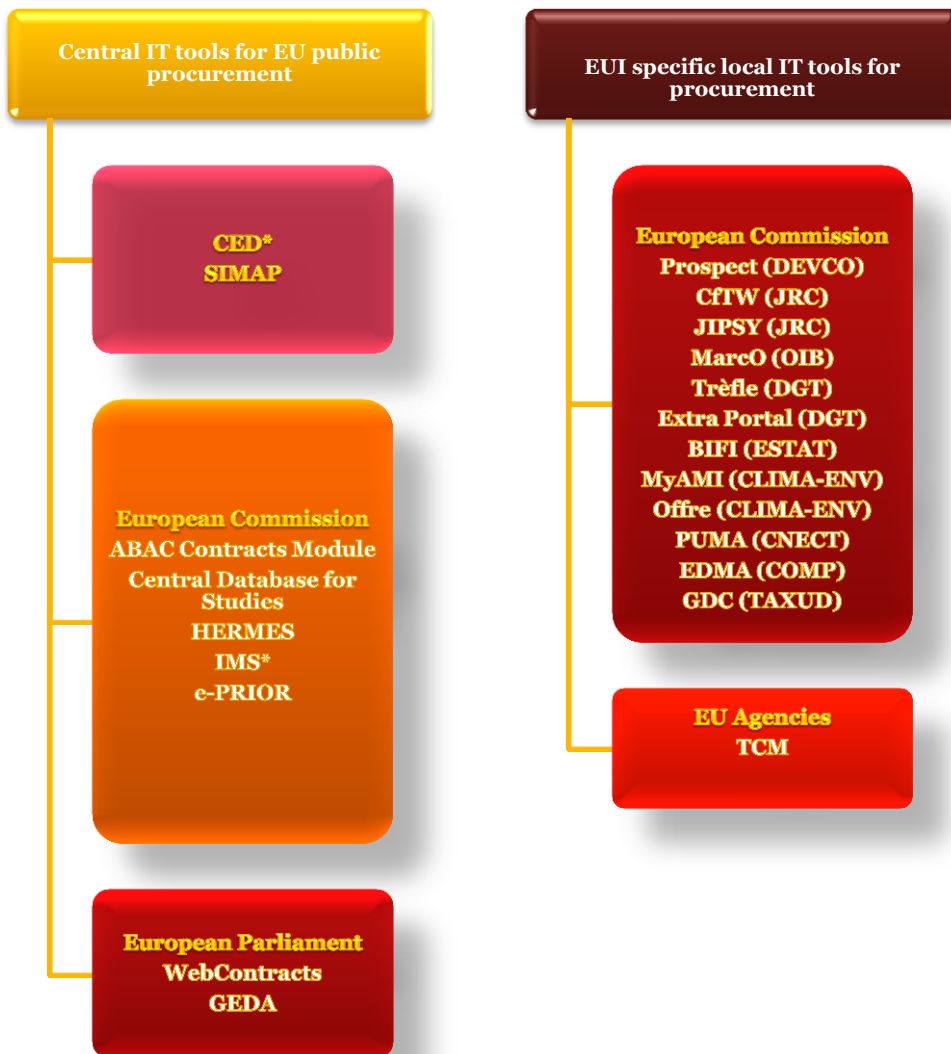 Central IT tools for EU public
procurement
CED*
SIMAP
European Commission
ABAC Contracts Module
Central Database for
Studies
HERMES
IMS*
e-PRIOR
European Parliament
WebContracts
GEDA
EUI specific local IT tools for
procurement
European Commission
Prospect (DEVCO)
CfTW (JRC)
JIPSY (JRC)
MarcO (OIB)
Trèfle (DGT)
Extra Portal (DGT)
BIFI (ESTAT)
MyAMI (CLIMA-ENV)
Offre (CLIMA-ENV)
PUMA (CNECT)
EDMA (COMP)
GDC (TAXUD)
EU Agencies
TCM